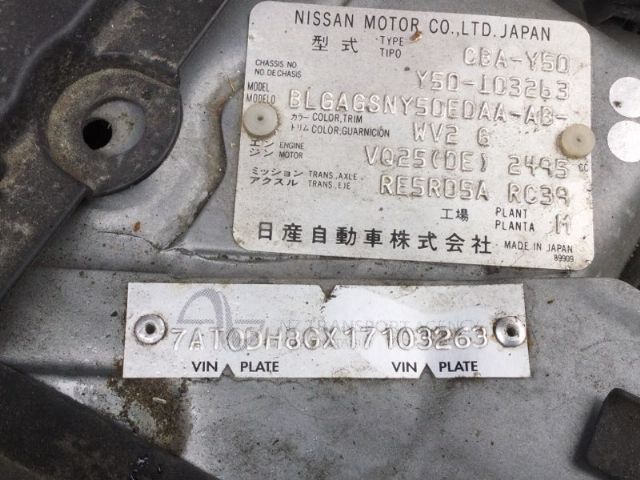 NISSAN MOTOR CO.,LTD. JAPAN
型式 TYPE TIPO CBA-Y50
CHASSIS NO. NO.DE CHASIS Y50-103263
MODEL MODELO BLGAGSNY50EDAA-AB-
カラー COLOR,TRIM トリム COLOR,GUARNICIÓN WV2 G
エンジン ENGINE MOTOR VQ25(DE) 2495 cc
ミッション TRANS.,AXLE アクスル TRANS.,EJE RE5R05A RC39
工場 PLANT PLANTA M
日産自動車株式会社 MADE IN JAPAN
89909
7AT0DH8GX17103263
VIN PLATE VIN PLATE